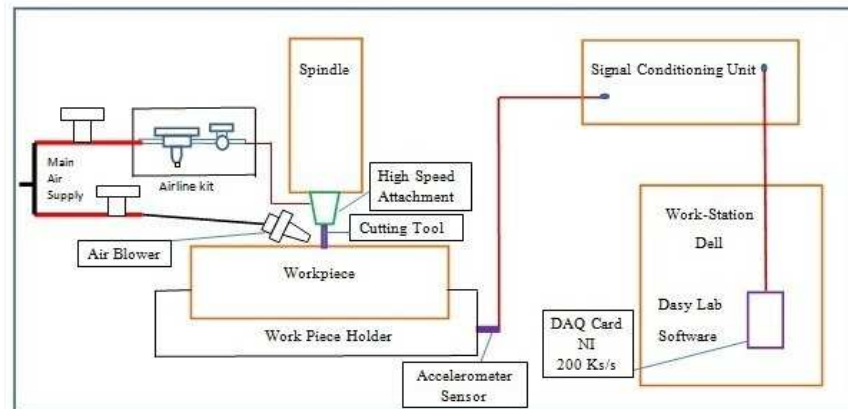 Spindle
Signal Conditioning Unit
Main
Air
Supply
Airline kit
High Speed
Attachment
Cutting Tool
Air Blower
Workpiece
Work Piece Holder
Accelerometer
Sensor
Work-Station
Dell
Dasy Lab
Software
DAQ Card
NI
200 Ks/s